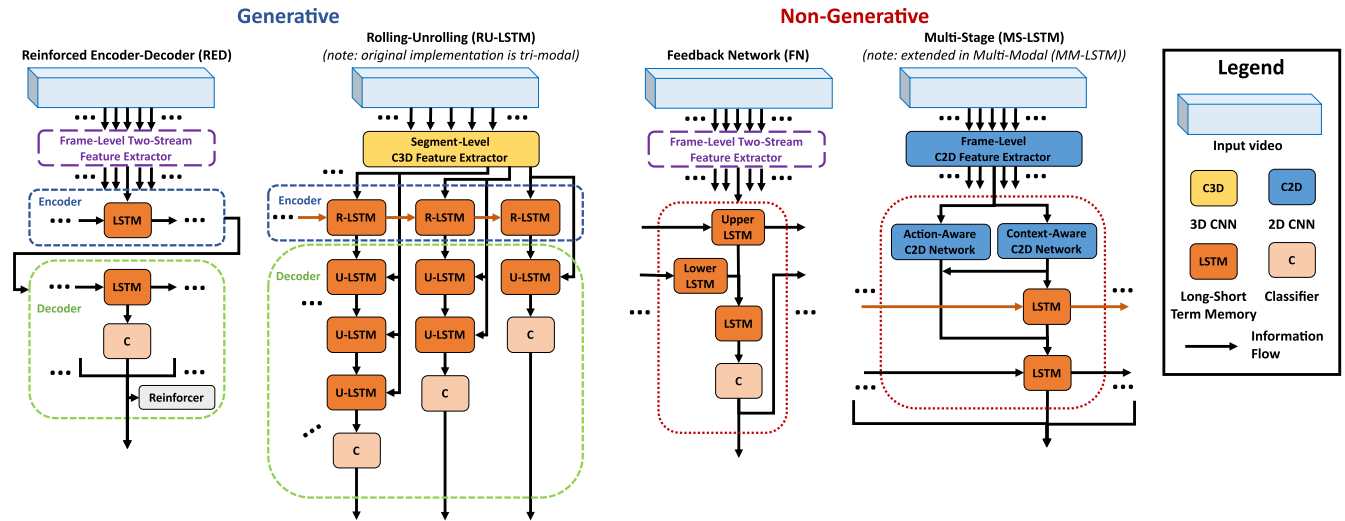 Generative
Non-Generative
Reinforced Encoder-Decoder (RED)
Frame-Level Two-Stream
Feature Extractor
Encoder
LSTM
LSTM
Decoder
C
Reinforcer
Rolling-Unrolling (RU-LSTM)
(note: original implementation is tri-modal)
Segment-Level
C3D Feature Extractor
Encoder
R-LSTM
R-LSTM
R-LSTM
Decoder
U-LSTM
U-LSTM
U-LSTM
U-LSTM
U-LSTM
C
U-LSTM
C
C
Feedback Network (FN)
Frame-Level Two-Stream
Feature Extractor
Upper
LSTM
Lower
LSTM
LSTM
C
Multi-Stage (MS-LSTM)
(note: extended in Multi-Modal (MM-LSTM))
Frame-Level
C2D Feature Extractor
Action-Aware
C2D Network
Context-Aware
C2D Network
LSTM
LSTM
Legend
Input video
C3D
C2D
3D CNN
2D CNN
LSTM
C
Long-Short
Term Memory
Classifier
Information
Flow